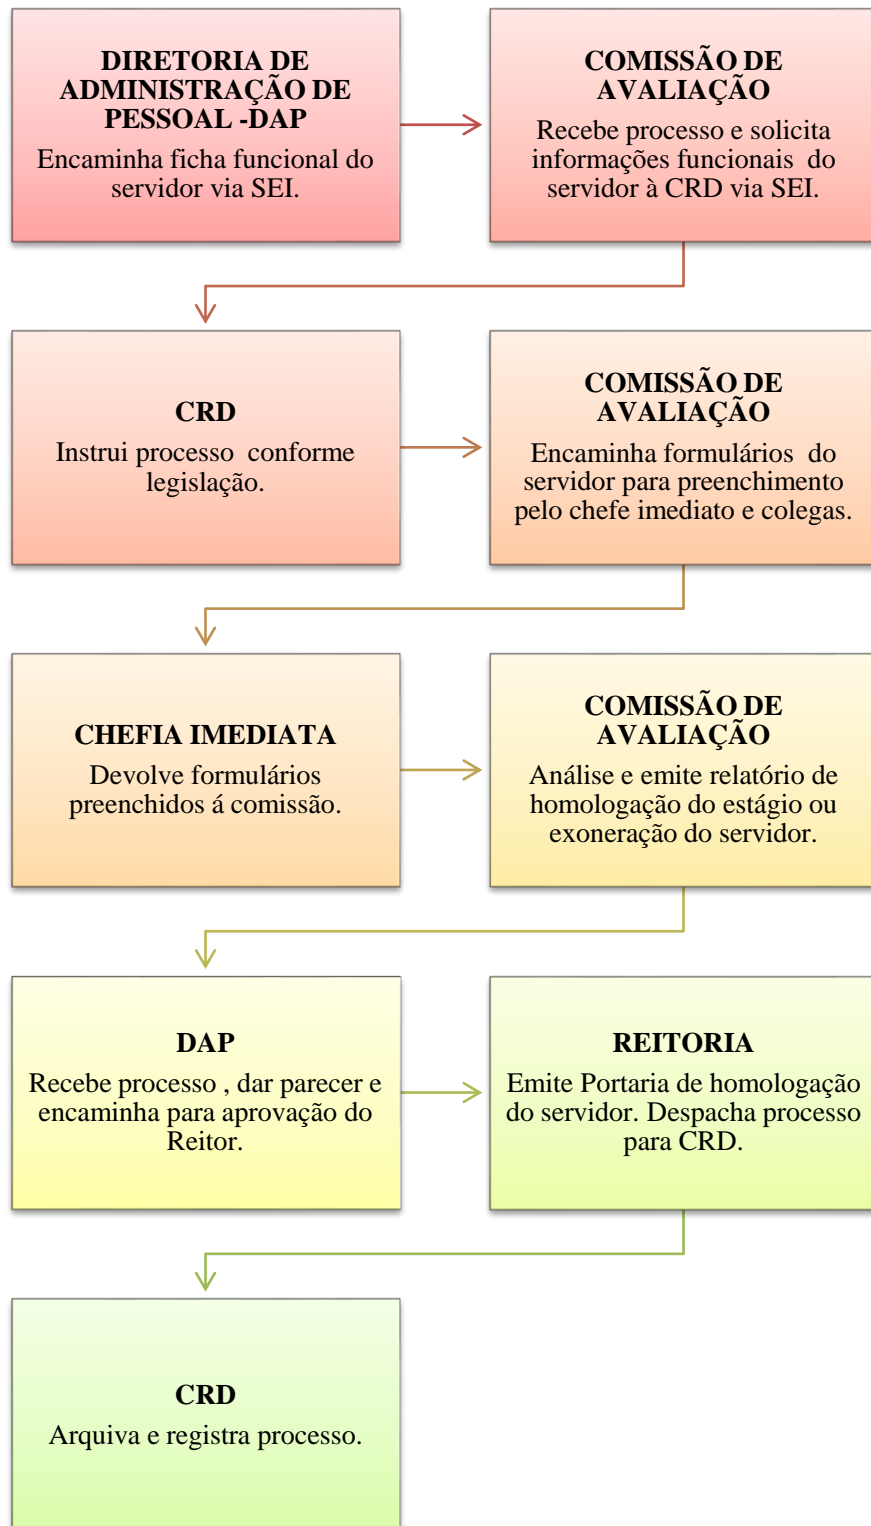 DIRETORIA DE
ADMINISTRAÇÃO DE
PESSOAL -DAP
Encaminha ficha funcional do
servidor via SEI.
COMISSÃO DE
AVALIAÇÃO
Recebe processo e solicita
informações funcionais do
servidor à CRD via SEI.
CRD
Instrui processo conforme
legislação.
COMISSÃO DE
AVALIAÇÃO
Encaminha formulários do
servidor para preenchimento
pelo chefe imediato e colegas.
CHEFIA IMEDIATA
Devolve formulários
preenchidos á comissão.
COMISSÃO DE
AVALIAÇÃO
Análise e emite relatório de
homologação do estágio ou
exoneração do servidor.
DAP
Recebe processo , dar parecer e
encaminha para aprovação do
Reitor.
REITORIA
Emite Portaria de homologação
do servidor. Despacha processo
para CRD.
CRD
Arquiva e registra processo.